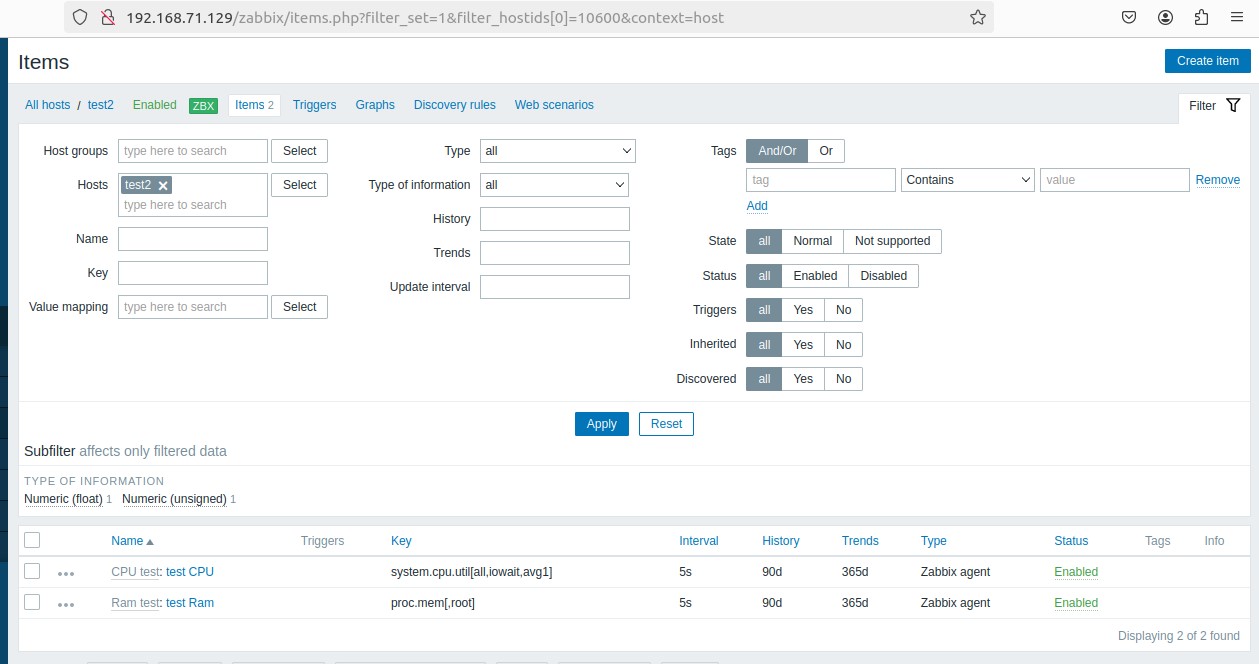 192.168.71.129/zabbix/items.php?filter_set=1&filter_hostids[0]=10600&context=host
Items
Create item
All hosts / test2 Enabled ZBX Items 2 Triggers Graphs Discovery rules Web scenarios
Filter
Host groups type here to search Select
Type all
Tags And/Or Or
Hosts test2 Select
type here to search
Type of information all
tag Contains value Remove
Add
History
Name
State all Normal Not supported
Trends
Key
Status all Enabled Disabled
Update interval
Value mapping type here to search Select
Triggers all Yes No
Inherited all Yes No
Discovered all Yes No
Apply Reset
Subfilter affects only filtered data
TYPE OF INFORMATION
Numeric (float) 1 Numeric (unsigned) 1
Name Triggers Key Interval History Trends Type Status Tags Info
CPU test: test CPU system.cpu.util[all,iowait,avg1] 5s 90d 365d Zabbix agent Enabled
Ram test: test Ram proc.mem[,root] 5s 90d 365d Zabbix agent Enabled
Displaying 2 of 2 found